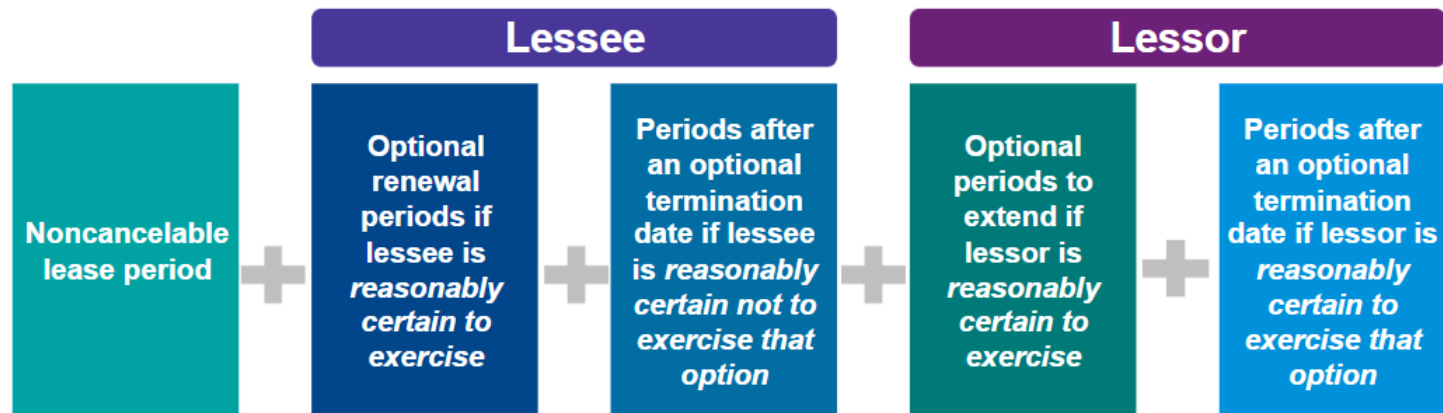 Lessee
Lessor
Noncancelable
lease period
Optional
renewal
periods if
lessee is
reasonably
certain to
exercise
Periods after
an optional
termination
date if lessee
is reasonably
certain not to
exercise that
option
Optional
periods to
extend if
lessor is
reasonably
certain to
exercise
Periods after
an optional
termination
date if lessor is
reasonably
certain to
exercise that
option